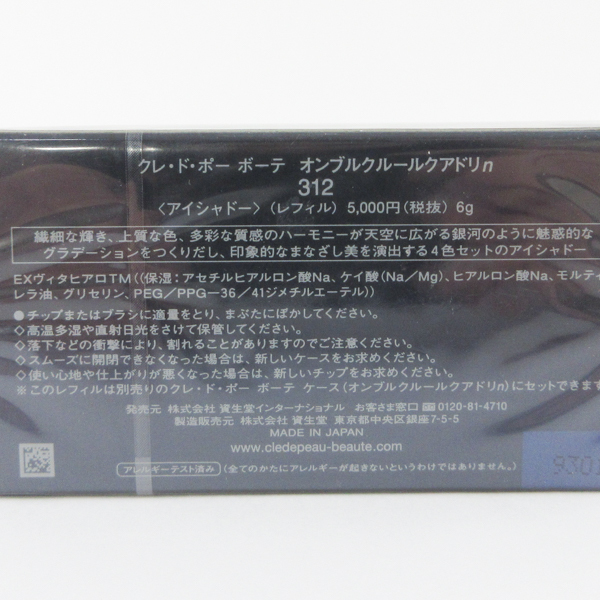 クレ・ド・ポー ボーテ オンブルクルールクアドリn
312
〈アイシャドー〉(レフィル) 5,000円(税抜) 6g
繊細な輝き、上質な色、多彩な質感のハーモニーが天空に広がる銀河のように魅惑的な
グラデーションをつくりだし、印象的なまなざし美を演出する4色セットのアイシャドー
EXヴィタヒアロTM((保湿:アセチルヒアルロン酸Na、ケイ酸(Na/Mg)、ヒアルロン酸Na、モルティ
レラ油、グリセリン、PEG/PPG-36/41ジメチルエーテル))
●チップまたはブラシに適量をとり、まぶたにぼかしてください。
◇高温多湿や直射日光をさけて保管してください。
◇落下などの衝撃により、割れることがありますのでご注意ください。
◇スムーズに開閉できなくなった場合は、新しいケースをお求めください。
◇使い心地や仕上がりが悪くなった場合は、新しいチップをお求めください。
※このレフィルは別売りのクレ・ド・ポー ボーテ ケース(オンブルクルールクアドリn)にセットできます
発売元 株式会社 資生堂インターナショナル お客さま窓口 0120-81-4710
製造販売元 株式会社 資生堂 東京都中央区銀座7-5-5
MADE IN JAPAN
www.cledepeau-beaute.com
アレルギーテスト済み (全てのかたにアレルギーが起きないというわけではありません。)